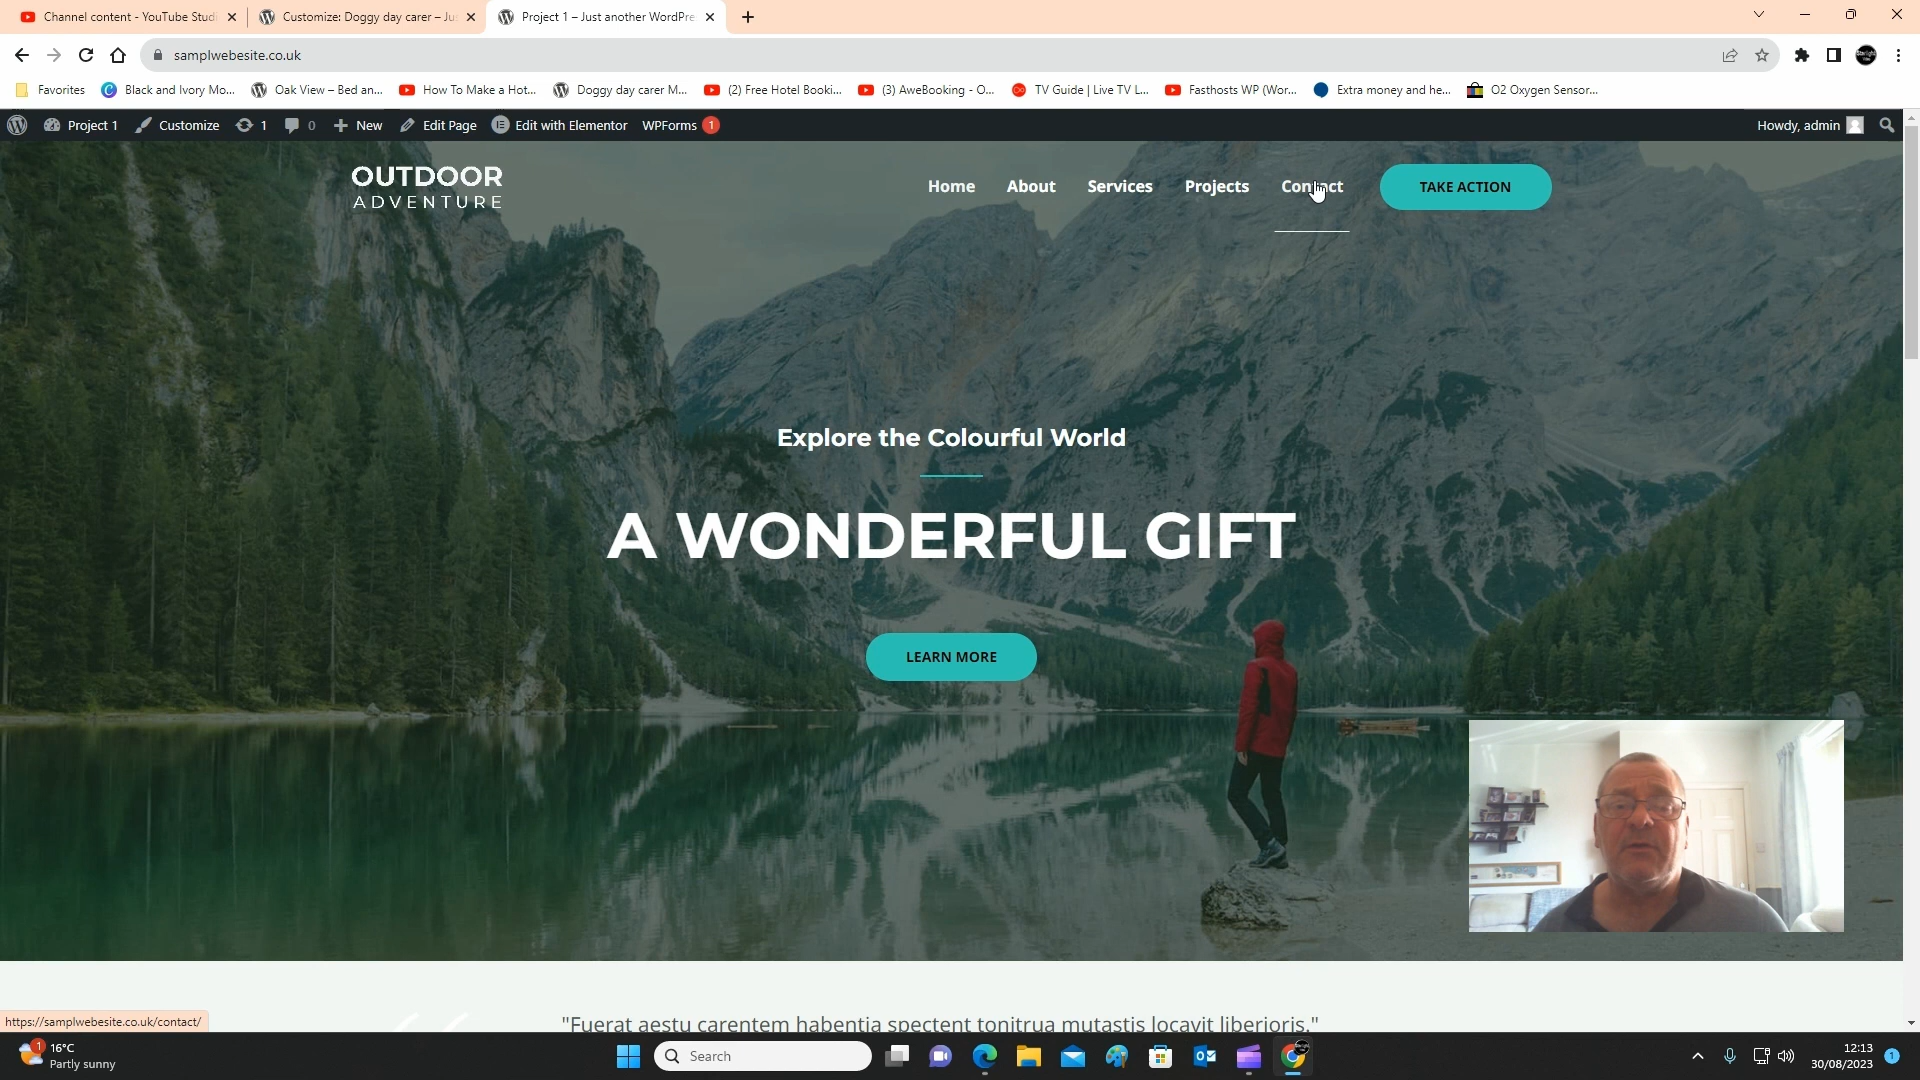 Channel content - YouTube Studi
Customize: Doggy day carer – Ju
Project 1 – Just another WordPre
samplwebesite.co.uk
Favorites
Black and Ivory Mo...
Oak View – Bed an...
How To Make a Hot...
Doggy day carer M...
(2) Free Hotel Booki...
(3) AweBooking - O...
TV Guide | Live TV L...
Fasthosts WP (Wor...
Extra money and he...
O2 Oxygen Sensor...
Project 1
Customize
1
0
New
Edit Page
Edit with Elementor
WPForms 1
Howdy, admin
OUTDOOR
ADVENTURE
Home
About
Services
Projects
Contact
TAKE ACTION
Explore the Colourful World
A WONDERFUL GIFT
LEARN MORE
"Fuerat aestu carentem habentia spectent tonitrua mutastis locavit liberioris."
https://samplwebesite.co.uk/contact/
1
16°C
Partly sunny
Search
12:13
30/08/2023
1